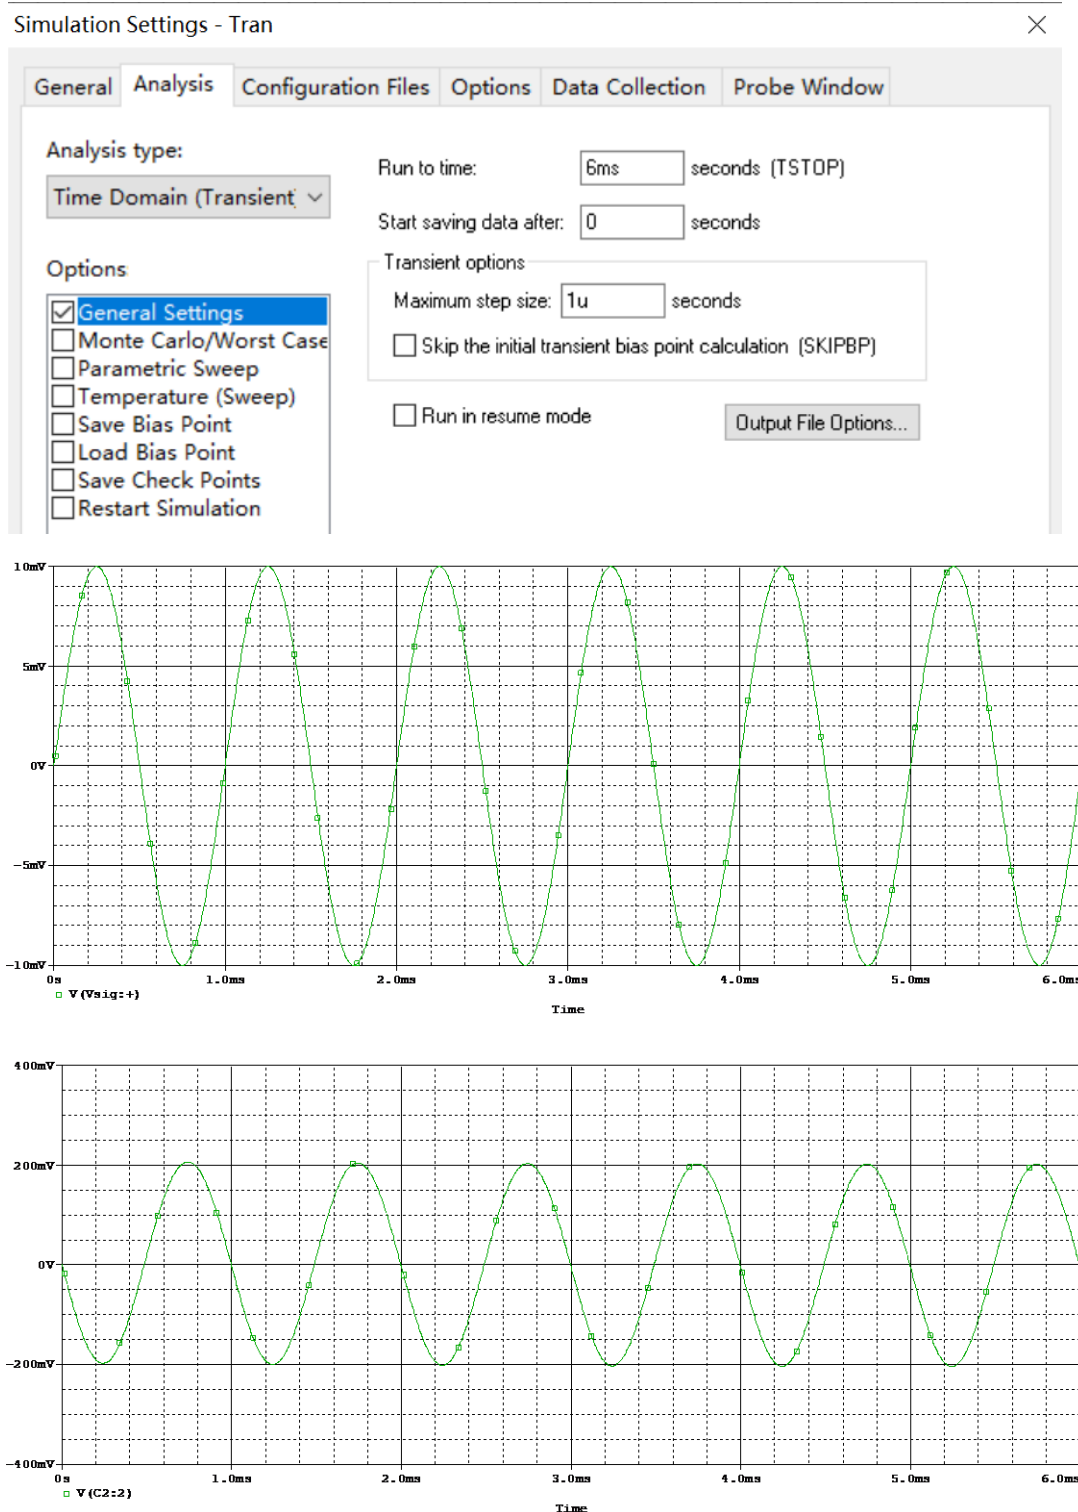 Simulation Settings - Tran
General Analysis Configuration Files Options Data Collection Probe Window
Analysis type:
Time Domain (Transient)
Options
General Settings
Monte Carlo/Worst Case
Parametric Sweep
Temperature (Sweep)
Save Bias Point
Load Bias Point
Save Check Points
Restart Simulation
Run to time: 6ms seconds (TSTOP)
Start saving data after: 0 seconds
Transient options
Maximum step size: 1u seconds
Skip the initial transient bias point calculation (SKIPBP)
Run in resume mode
Output File Options...
10mV
5mV
0V
-5mV
-10mV
0s 1.0ms 2.0ms 3.0ms 4.0ms 5.0ms 6.0ms
V(Vsig:+)
Time
400mV
200mV
0V
-200mV
-400mV
0s 1.0ms 2.0ms 3.0ms 4.0ms 5.0ms 6.0ms
V(C2:2)
Time